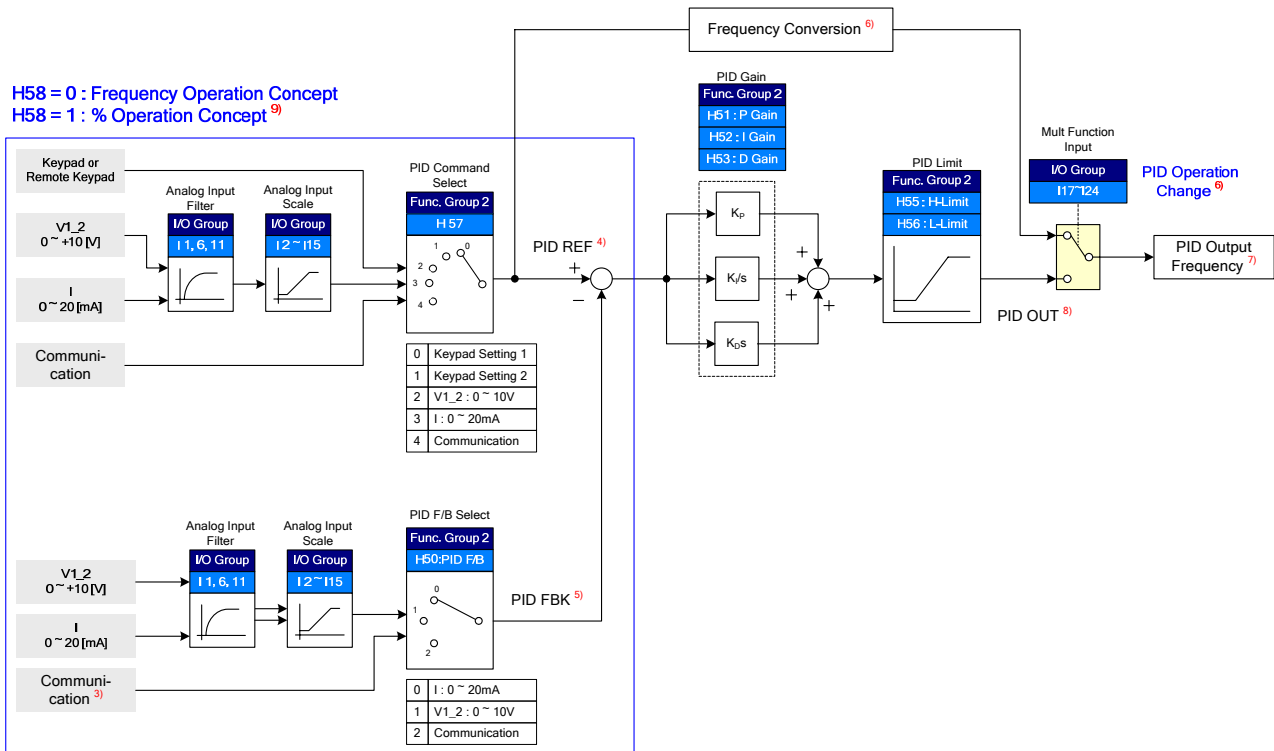 Frequency Conversion 6)
H58 = 0 : Frequency Operation Concept
H58 = 1 : % Operation Concept 9)
Keypad or
Remote Keypad
V1_2
0 ~ +10 [V]
I
0 ~ 20 [mA]
Communi-
cation
Analog Input
Filter
I/O Group
I 1, 6, 11
Analog Input
Scale
I/O Group
I 2 ~ I15
PID Command
Select
Func. Group 2
H 57
0
1
2
3
4
0 Keypad Setting 1
1 Keypad Setting 2
2 V1_2 : 0 ~ 10V
3 I : 0 ~ 20mA
4 Communication
PID REF 4)
+
−
PID Gain
Func. Group 2
H51 : P Gain
H52 : I Gain
H53 : D Gain
KP
KI/s
KDs
+
+
+
PID Limit
Func. Group 2
H55 : H-Limit
H56 : L-Limit
PID OUT 8)
Mult Function
Input
I/O Group
I17~I24
PID Operation
Change 6)
PID Output
Frequency 7)
V1_2
0 ~ +10 [V]
I
0 ~ 20 [mA]
Communi-
cation 3)
Analog Input
Filter
I/O Group
I 1, 6, 11
Analog Input
Scale
I/O Group
I 2 ~ I15
PID F/B Select
Func. Group 2
H50:PID F/B
0
1
2
PID FBK 5)
0 I : 0 ~ 20mA
1 V1_2 : 0 ~ 10V
2 Communication